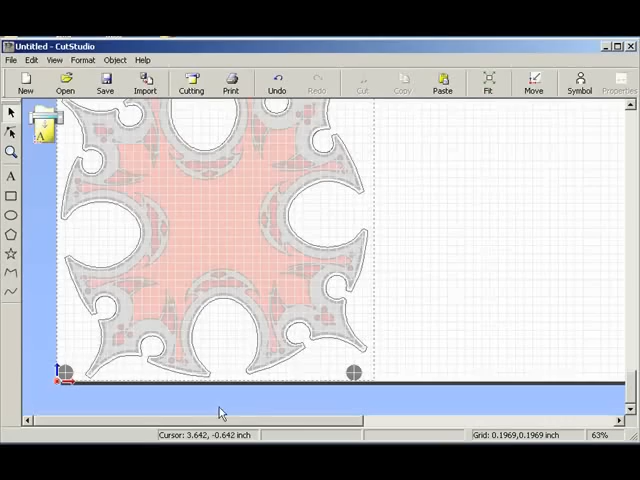 Untitled - CutStudio
File Edit View Format Object Help
New Open Save Import Cutting Print Undo Cut Copy Paste Fit Move Symbol Properties
A
A
Cursor: 3.642, -0.642 inch Grid: 0.1969,0.1969 inch 63%